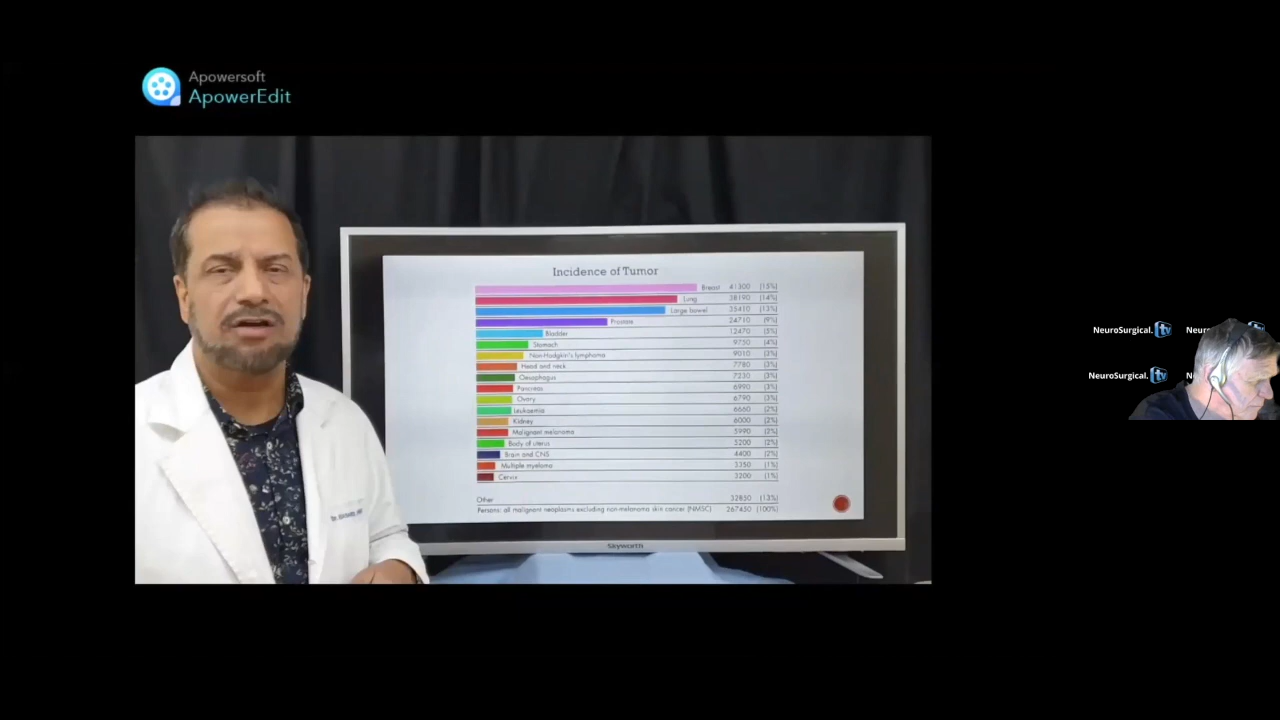 Apowersoft
ApowerEdit
Incidence of Tumor
Breast 41300 (15%)
Lung 38190 (14%)
Large bowel 35410 (13%)
Prostate 24710 (9%)
Bladder 12470 (5%)
Stomach 9750 (4%)
Non-Hodgkin's lymphoma 9010 (3%)
Head and neck 7780 (3%)
Oesophagus 7230 (3%)
Pancreas 6990 (3%)
Ovary 6790 (3%)
Leukaemia 6660 (2%)
Kidney 6000 (2%)
Malignant melanoma 5990 (2%)
Body of uterus 5200 (2%)
Brain and CNS 4400 (2%)
Multiple myeloma 3350 (1%)
Cervix 3200 (1%)
Other 32850 (13%)
Persons: all malignant neoplasms excluding non-melanoma skin cancer (NMSC) 267450 (100%)
Skyworth
NeuroSurgical.tv
NeuroSurgical.tv